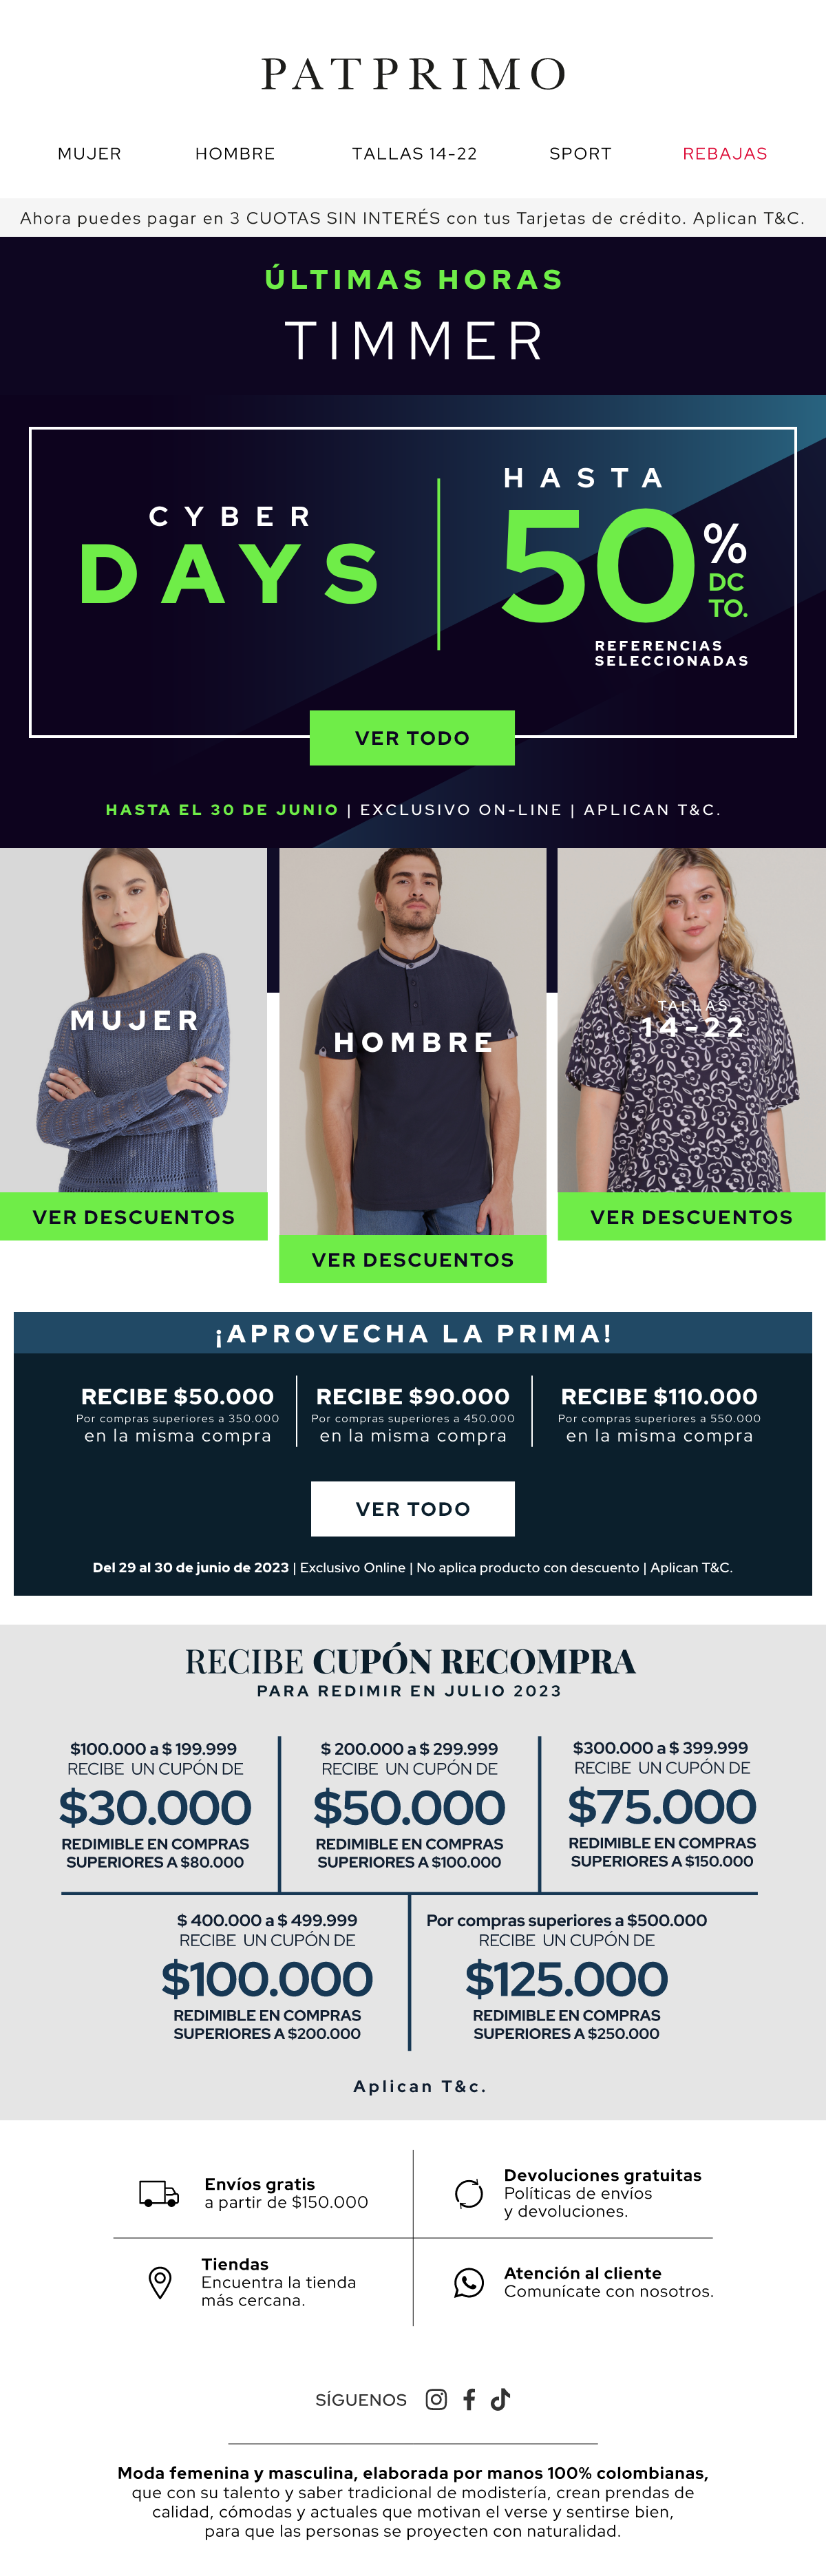 PATPRIMO
MUJER HOMBRE TALLAS 14-22 SPORT REBAJAS
Ahora puedes pagar en 3 CUOTAS SIN INTERÉS con tus Tarjetas de crédito. Aplican T&C.
ÚLTIMAS HORAS
TIMMER
CYBER
DAYS
HASTA
50%
DC
TO.
REFERENCIAS
SELECCIONADAS
VER TODO
HASTA EL 30 DE JUNIO | EXCLUSIVO ON-LINE | APLICAN T&C.
MUJER
VER DESCUENTOS
HOMBRE
VER DESCUENTOS
TALLAS
14-22
VER DESCUENTOS
¡APROVECHA LA PRIMA!
RECIBE $50.000
Por compras superiores a 350.000
en la misma compra
RECIBE $90.000
Por compras superiores a 450.000
en la misma compra
RECIBE $110.000
Por compras superiores a 550.000
en la misma compra
VER TODO
Del 29 al 30 de junio de 2023 | Exclusivo Online | No aplica producto con descuento | Aplican T&C.
RECIBE CUPÓN RECOMPRA
PARA REDIMIR EN JULIO 2023
$100.000 a $ 199.999
RECIBE UN CUPÓN DE
$30.000
REDIMIBLE EN COMPRAS
SUPERIORES A $80.000
$ 200.000 a $ 299.999
RECIBE UN CUPÓN DE
$50.000
REDIMIBLE EN COMPRAS
SUPERIORES A $100.000
$300.000 a $ 399.999
RECIBE UN CUPÓN DE
$75.000
REDIMIBLE EN COMPRAS
SUPERIORES A $150.000
$ 400.000 a $ 499.999
RECIBE UN CUPÓN DE
$100.000
REDIMIBLE EN COMPRAS
SUPERIORES A $200.000
Por compras superiores a $500.000
RECIBE UN CUPÓN DE
$125.000
REDIMIBLE EN COMPRAS
SUPERIORES A $250.000
Aplican T&c.
Envíos gratis
a partir de $150.000
Devoluciones gratuitas
Políticas de envíos
y devoluciones.
Tiendas
Encuentra la tienda
más cercana.
Atención al cliente
Comunícate con nosotros.
SÍGUENOS
Moda femenina y masculina, elaborada por manos 100% colombianas,
que con su talento y saber tradicional de modistería, crean prendas de
calidad, cómodas y actuales que motivan el verse y sentirse bien,
para que las personas se proyecten con naturalidad.